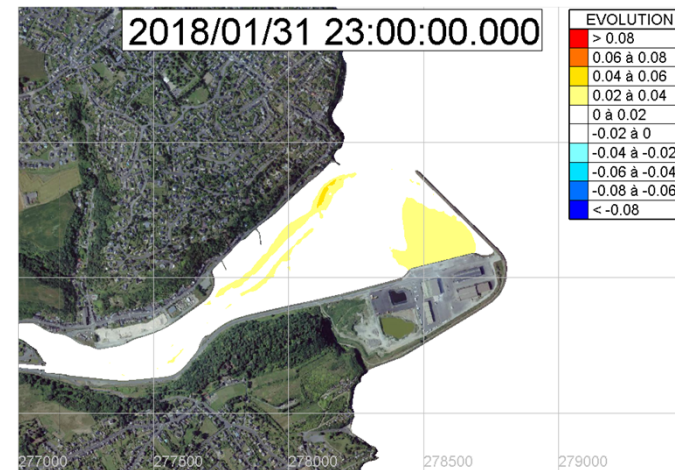 2018/01/31 23:00:00.000
EVOLUTION
> 0.08
0.06 à 0.08
0.04 à 0.06
0.02 à 0.04
0 à 0.02
-0.02 à 0
-0.04 à -0.02
-0.06 à -0.04
-0.08 à -0.06
< -0.08
277000 277500 278000 278500 279000